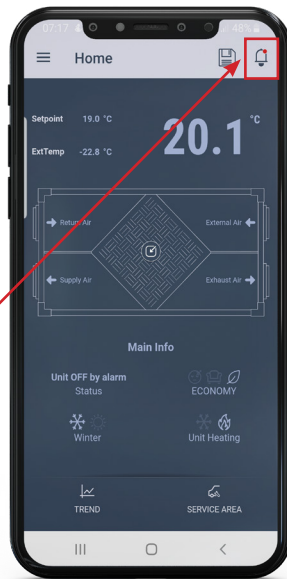 07:17
48%
Home
Setpoint 19.0 °C
20.1 °C
ExtTemp -22.8 °C
Return Air
External Air
Supply Air
Exhaust Air
Main Info
Unit OFF by alarm
Status
ECONOMY
Winter
Unit Heating
TREND
SERVICE AREA